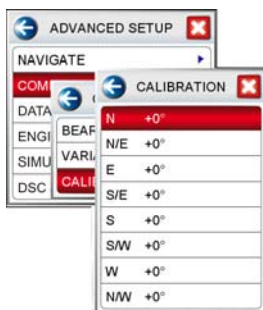 ADVANCED SETUP
NAVIGATE
COM
DATA
ENGI
SIMU
DSC
BEAR
VARI
CALI
CALIBRATION
N +0°
N/E +0°
E +0°
S/E +0°
S +0°
S/W +0°
W +0°
N/W +0°